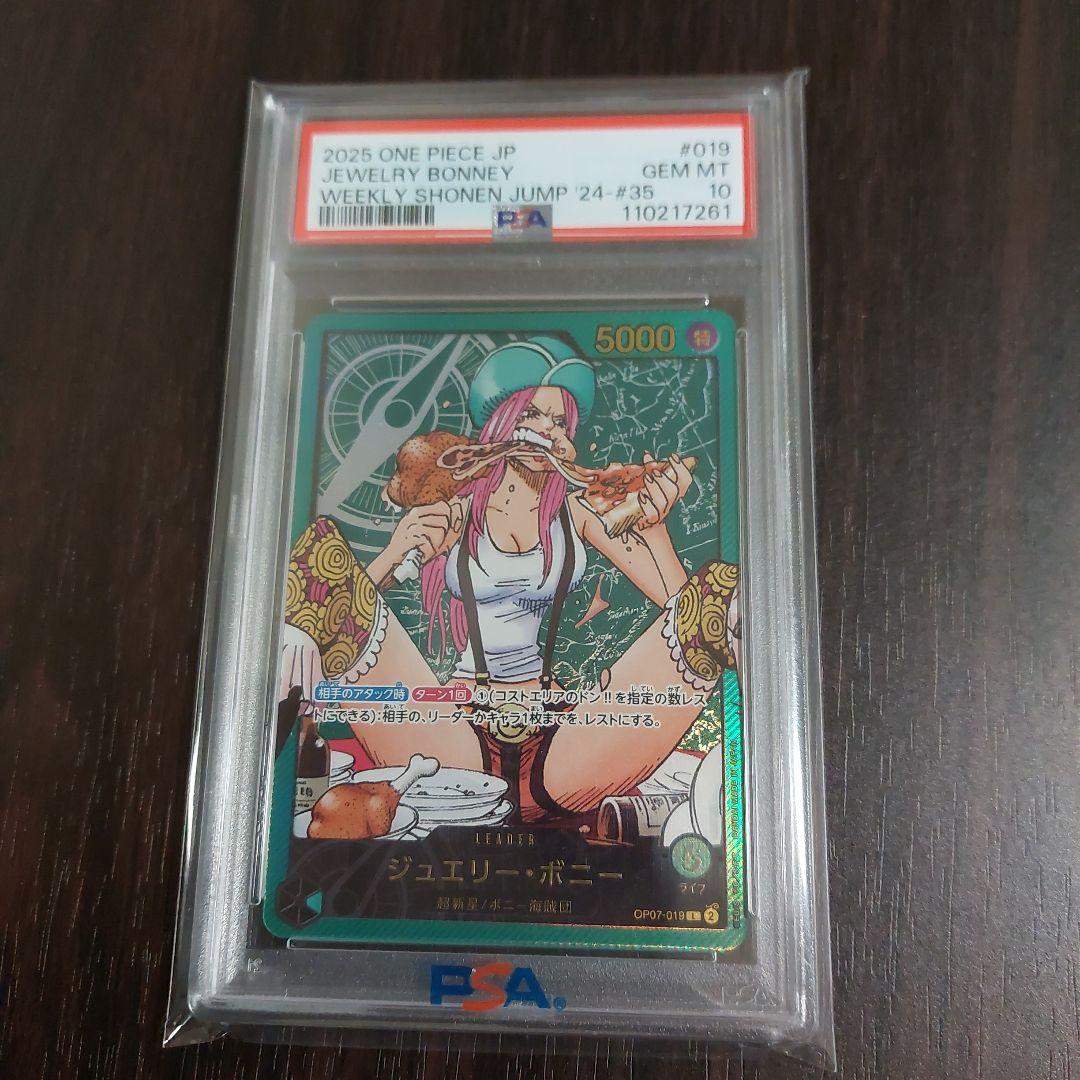 2025 ONE PIECE JP #019
JEWELRY BONNEY GEM MT
WEEKLY SHONEN JUMP '24-#35 10
PSA 110217261
5000 特
相手のアタック時 ターン1回 ①(コストエリアのドン!!を指定の数レス
トにできる):相手の、リーダーかキャラ1枚までを、レストにする。
LEADER
ジュエリー・ボニー
超新星/ボニー海賊団
ライフ
OP07-019 L 2
PSA®